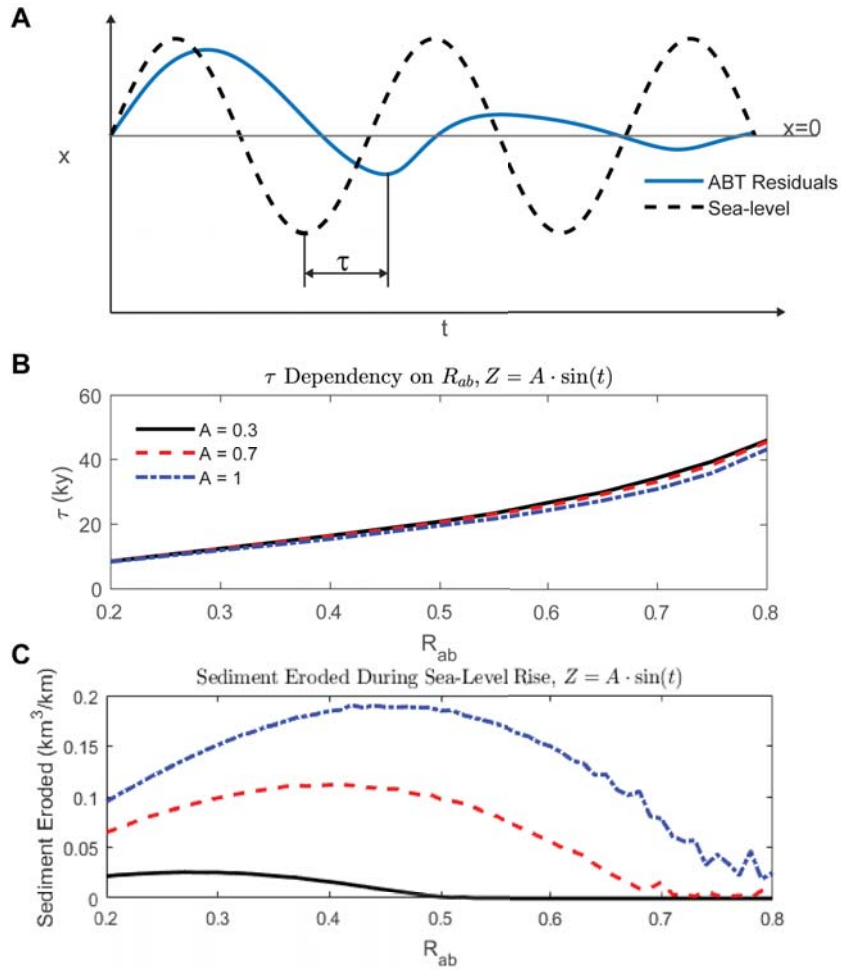 A
x
x=0
ABT Residuals
Sea-level
τ
t
B
τ Dependency on R_ab, Z = A · sin(t)
60
40
20
0
τ (ky)
A = 0.3
A = 0.7
A = 1
0.2 0.3 0.4 0.5 0.6 0.7 0.8
R_ab
C
Sediment Eroded During Sea-Level Rise, Z = A · sin(t)
0.2
0.15
0.1
0.05
0
Sediment Eroded (km³/km)
0.2 0.3 0.4 0.5 0.6 0.7 0.8
R_ab